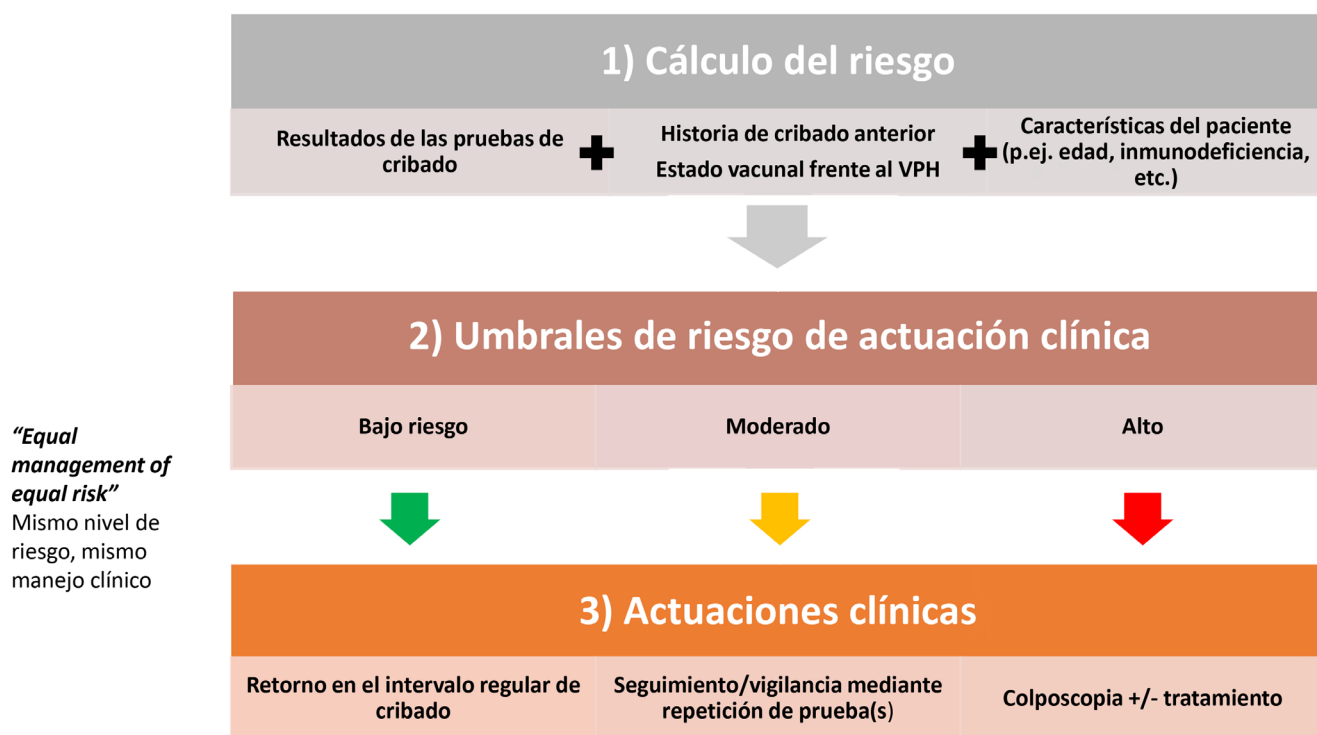 1) Cálculo del riesgo
Resultados de las pruebas de
cribado
Historia de cribado anterior
Estado vacunal frente al VPH
Características del paciente
(p.ej. edad, inmunodeficiencia,
etc.)
2) Umbrales de riesgo de actuación clínica
Bajo riesgo
Moderado
Alto
“Equal
management of
equal risk”
Mismo nivel de
riesgo, mismo
manejo clínico
3) Actuaciones clínicas
Retorno en el intervalo regular de
cribado
Seguimiento/vigilancia mediante
repetición de prueba(s)
Colposcopia +/- tratamiento